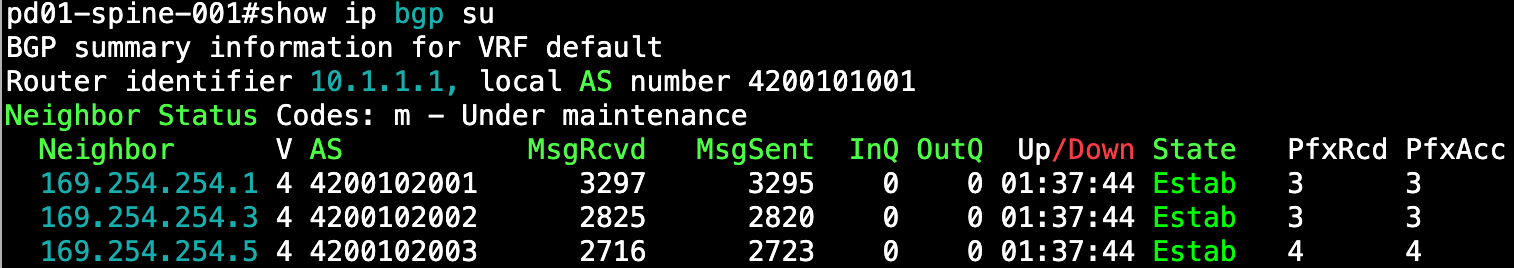 pd01-spine-001#show ip bgp su
BGP summary information for VRF default
Router identifier 10.1.1.1, local AS number 4200101001
Neighbor Status Codes: m - Under maintenance
  Neighbor      V AS           MsgRcvd   MsgSent  InQ OutQ  Up/Down State   PfxRcd PfxAcc
  169.254.254.1 4 4200102001      3297      3295    0    0 01:37:44 Estab   3      3
  169.254.254.3 4 4200102002      2825      2820    0    0 01:37:44 Estab   3      3
  169.254.254.5 4 4200102003      2716      2723    0    0 01:37:44 Estab   4      4